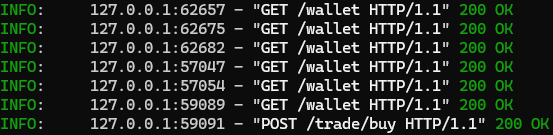 INFO:     127.0.0.1:62657 - "GET /wallet HTTP/1.1" 200 OK
INFO:     127.0.0.1:62675 - "GET /wallet HTTP/1.1" 200 OK
INFO:     127.0.0.1:62682 - "GET /wallet HTTP/1.1" 200 OK
INFO:     127.0.0.1:57047 - "GET /wallet HTTP/1.1" 200 OK
INFO:     127.0.0.1:57054 - "GET /wallet HTTP/1.1" 200 OK
INFO:     127.0.0.1:59089 - "GET /wallet HTTP/1.1" 200 OK
INFO:     127.0.0.1:59091 - "POST /trade/buy HTTP/1.1" 200 OK